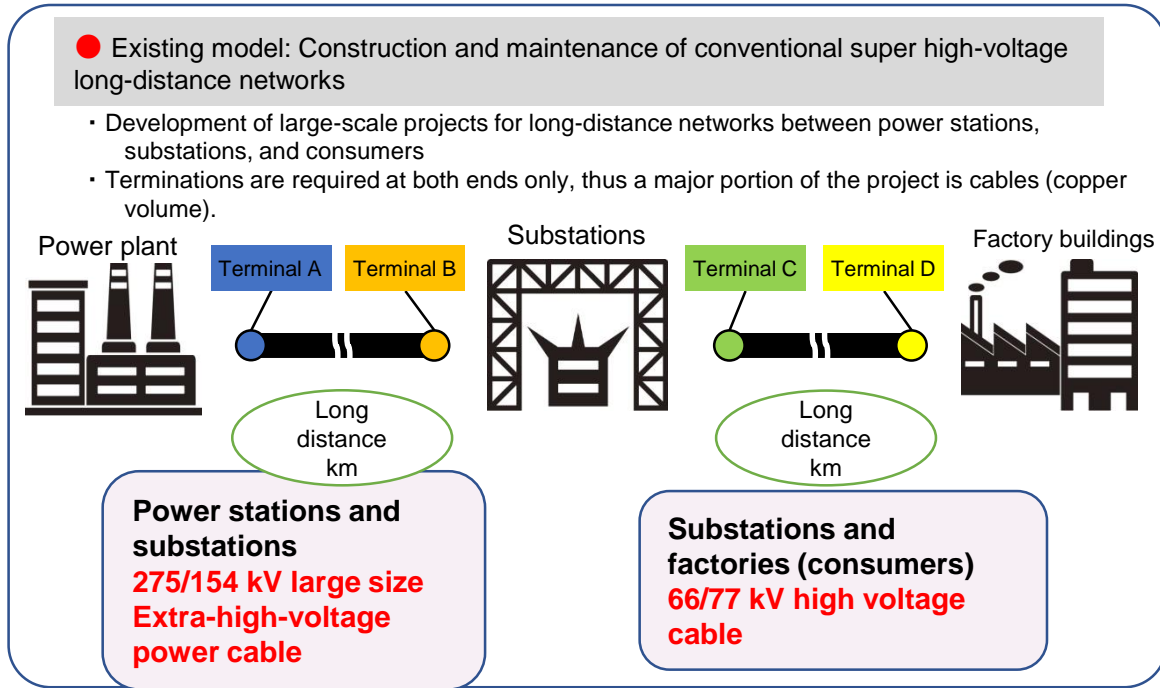 ● Existing model: Construction and maintenance of conventional super high-voltage
long-distance networks
・Development of large-scale projects for long-distance networks between power stations,
substations, and consumers
・Terminations are required at both ends only, thus a major portion of the project is cables (copper
volume).
Power plant
Terminal A
Terminal B
Substations
Terminal C
Terminal D
Factory buildings
Long
distance
km
Long
distance
km
Power stations and
substations
275/154 kV large size
Extra-high-voltage
power cable
Substations and
factories (consumers)
66/77 kV high voltage
cable